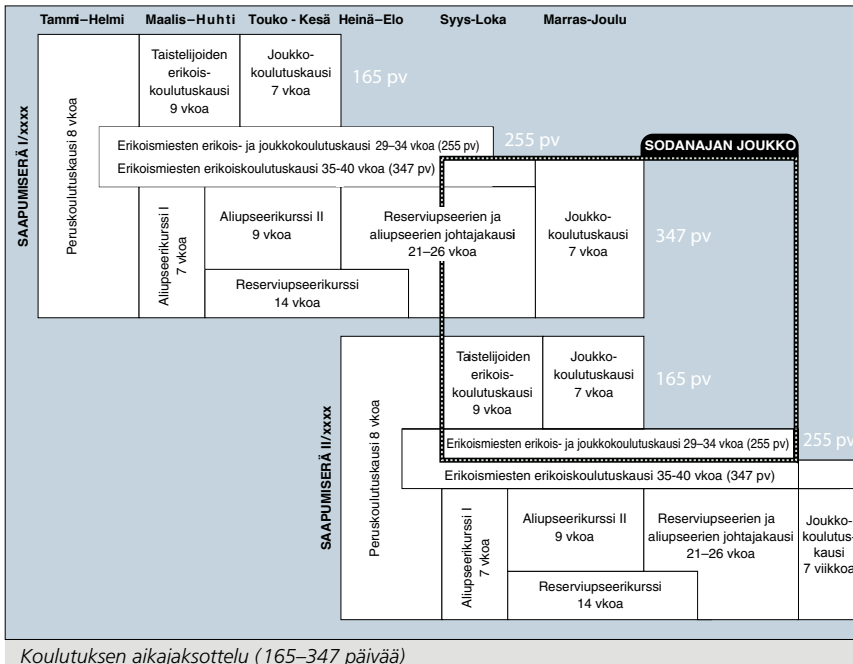 Tammi–Helmi Maalis–Huhti Touko - Kesä Heinä–Elo Syys-Loka Marras-Joulu
SAAPUMISERÄ I/xxxx
Peruskoulutuskausi 8 vkoa
Taistelijoiden
erikois-
koulutuskausi
9 vkoa
Joukko-
koulutuskausi
7 vkoa
165 pv
Erikoismiesten erikois- ja joukkokoulutuskausi 29–34 vkoa (255 pv)
255 pv
Erikoismiesten erikoiskoulutuskausi 35-40 vkoa (347 pv)
SODANAJAN JOUKKO
Aliupseerikurssi I
7 vkoa
Aliupseerikurssi II
9 vkoa
Reserviupseerikurssi
14 vkoa
Reserviupseerien ja
aliupseerien johtajakausi
21–26 vkoa
Joukko-
koulutuskausi
7 vkoa
347 pv
SAAPUMISERÄ II/xxxx
Peruskoulutuskausi 8 vkoa
Taistelijoiden
erikois-
koulutuskausi
9 vkoa
Joukko-
koulutuskausi
7 vkoa
165 pv
Erikoismiesten erikois- ja joukkokoulutuskausi 29–34 vkoa (255 pv)
255 pv
Erikoismiesten erikoiskoulutuskausi 35-40 vkoa (347 pv)
Aliupseerikurssi I
7 vkoa
Aliupseerikurssi II
9 vkoa
Reserviupseerikurssi
14 vkoa
Reserviupseerien ja
aliupseerien johtajakausi
21–26 vkoa
Joukko-
koulutus-
kausi
7 viikkoa
Koulutuksen aikajaksottelu (165–347 päivää)